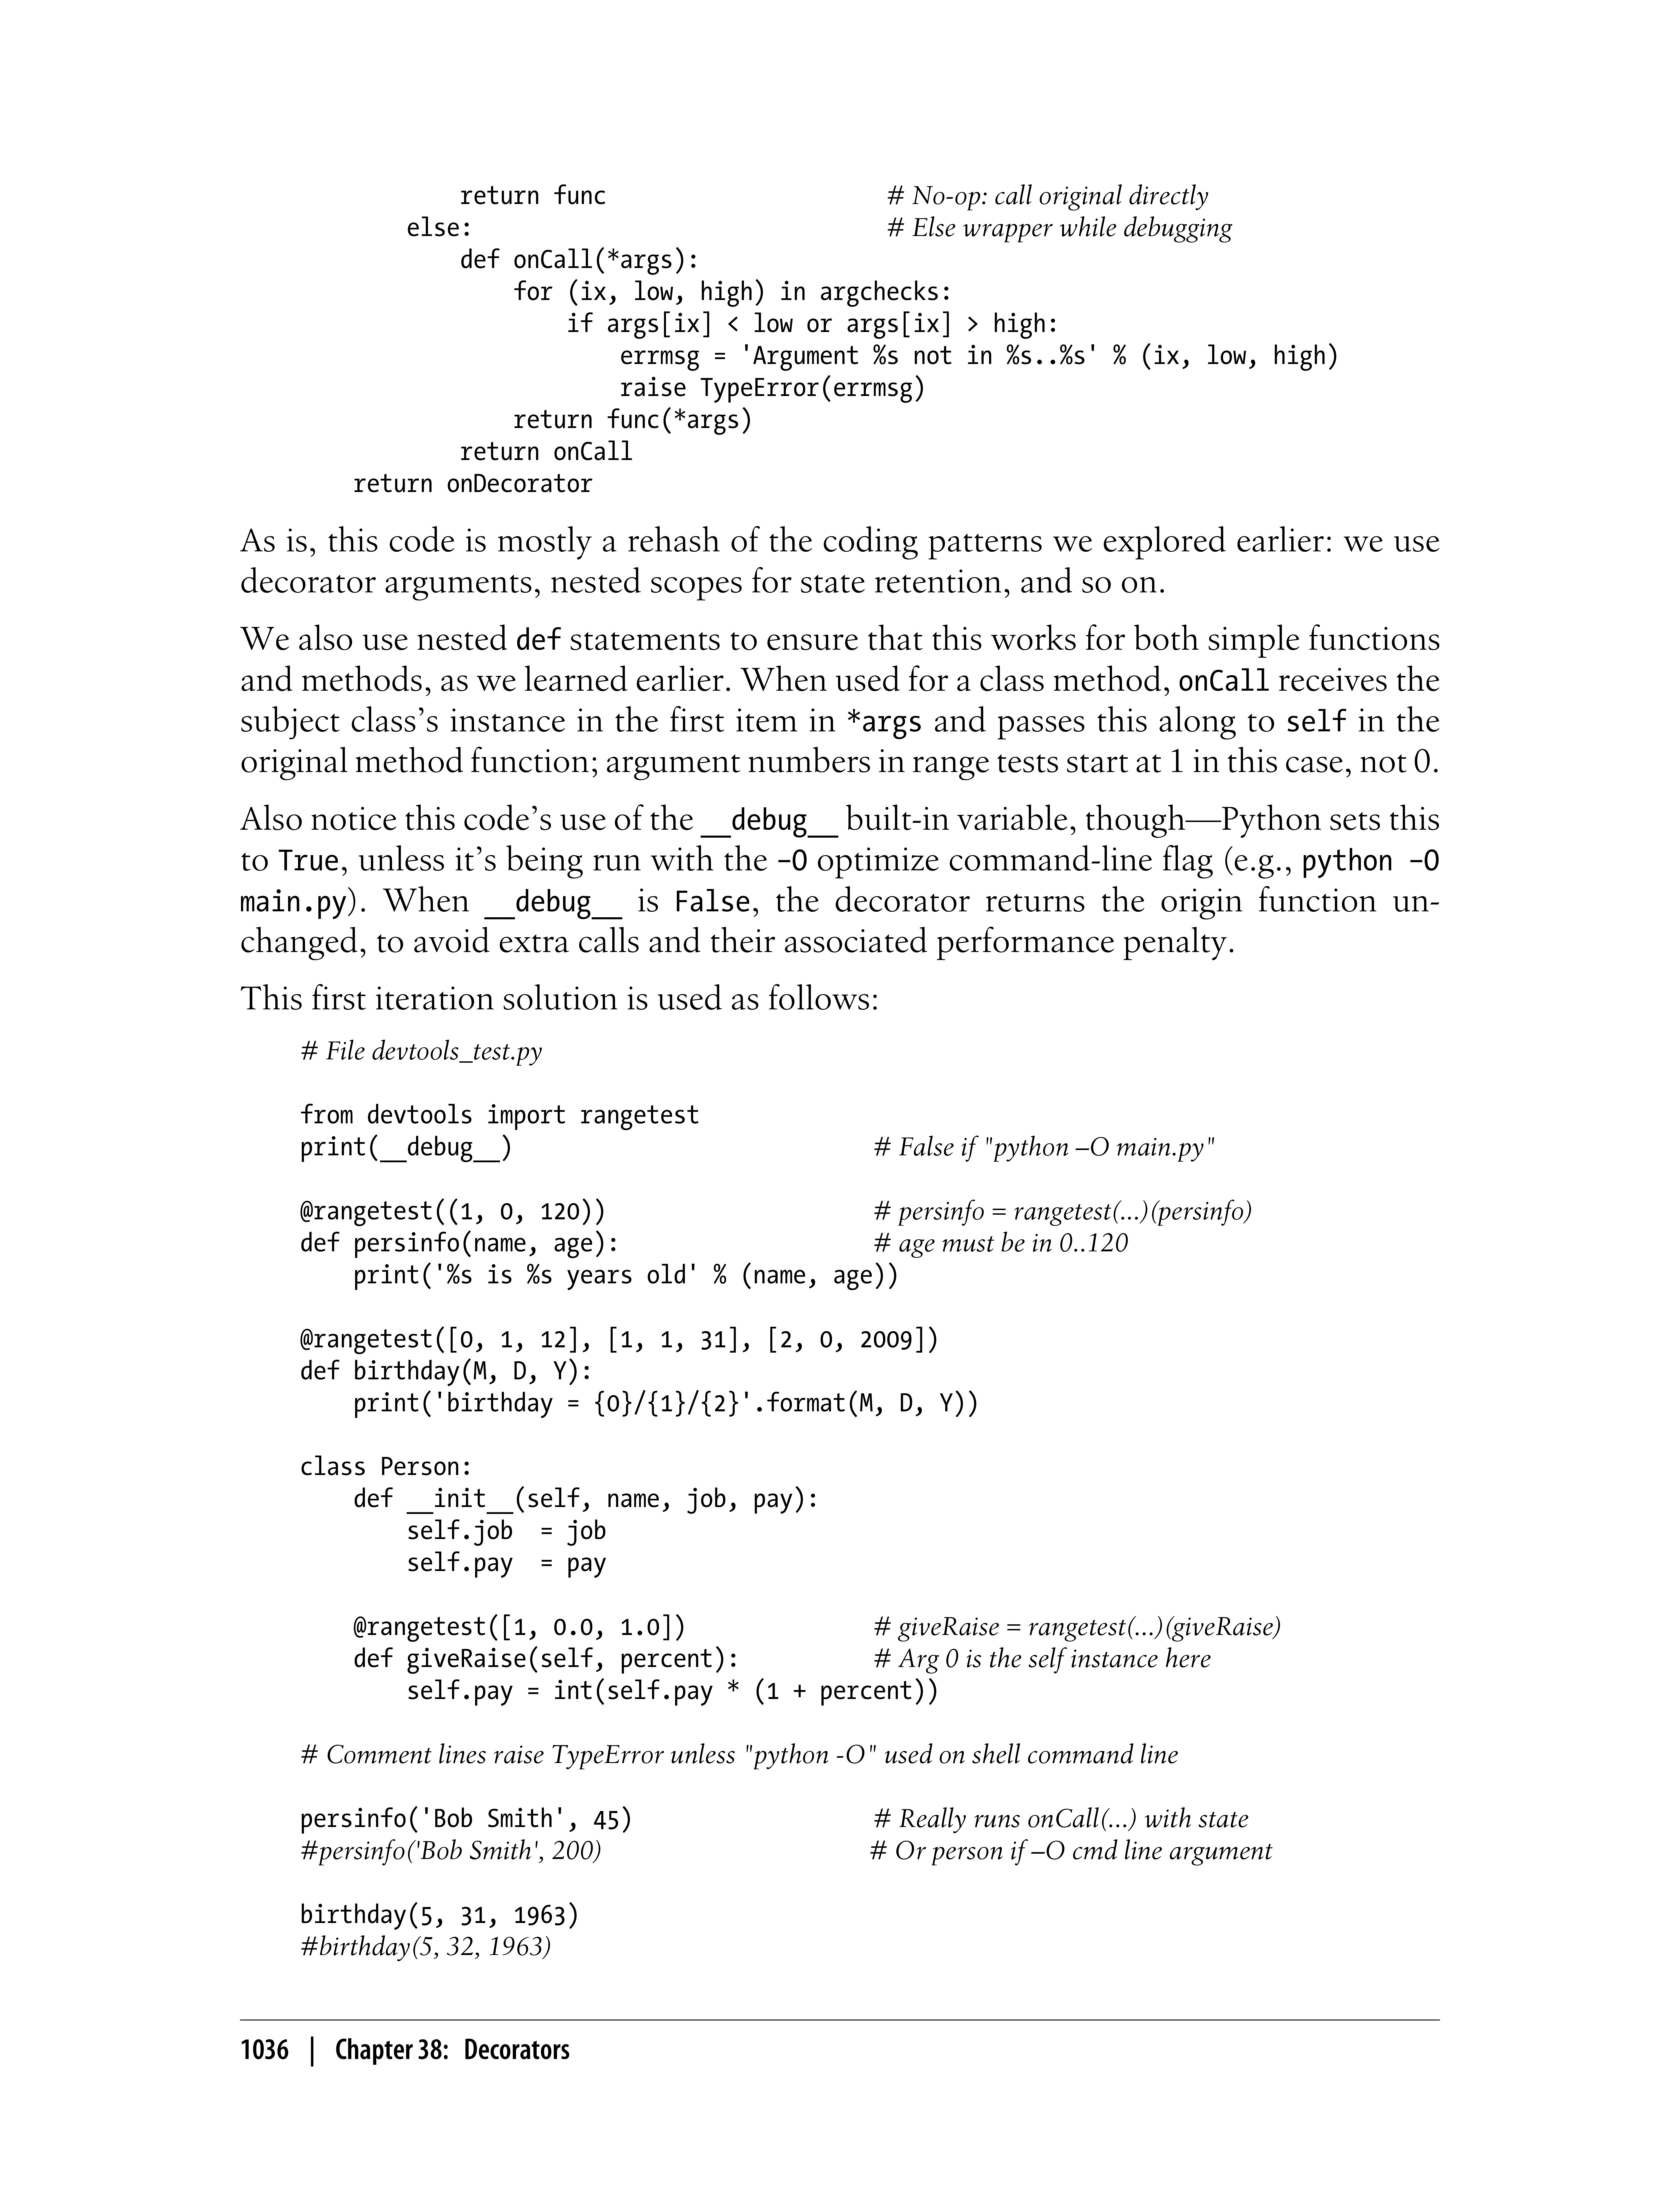 return func                     # No-op: call original directly
        else:                               # Else wrapper while debugging
            def onCall(*args):
                for (ix, low, high) in argchecks:
                    if args[ix] < low or args[ix] > high:
                        errmsg = 'Argument %s not in %s..%s' % (ix, low, high)
                        raise TypeError(errmsg)
                return func(*args)
            return onCall
    return onDecorator
As is, this code is mostly a rehash of the coding patterns we explored earlier: we use
decorator arguments, nested scopes for state retention, and so on.
We also use nested def statements to ensure that this works for both simple functions
and methods, as we learned earlier. When used for a class method, onCall receives the
subject class’s instance in the first item in *args and passes this along to self in the
original method function; argument numbers in range tests start at 1 in this case, not 0.
Also notice this code’s use of the __debug__ built-in variable, though—Python sets this
to True, unless it’s being run with the –O optimize command-line flag (e.g., python –O
main.py). When __debug__ is False, the decorator returns the origin function un-
changed, to avoid extra calls and their associated performance penalty.
This first iteration solution is used as follows:
# File devtools_test.py
from devtools import rangetest
print(__debug__)                           # False if "python –O main.py"
@rangetest((1, 0, 120))                    # persinfo = rangetest(...)(persinfo)
def persinfo(name, age):                   # age must be in 0..120
    print('%s is %s years old' % (name, age))
@rangetest([0, 1, 12], [1, 1, 31], [2, 0, 2009])
def birthday(M, D, Y):
    print('birthday = {0}/{1}/{2}'.format(M, D, Y))
class Person:
    def __init__(self, name, job, pay):
        self.job  = job
        self.pay  = pay
    @rangetest([1, 0.0, 1.0])              # giveRaise = rangetest(...)(giveRaise)
    def giveRaise(self, percent):          # Arg 0 is the self instance here
        self.pay = int(self.pay * (1 + percent))
# Comment lines raise TypeError unless "python -O" used on shell command line
persinfo('Bob Smith', 45)                  # Really runs onCall(...) with state
#persinfo('Bob Smith', 200)                # Or person if –O cmd line argument
birthday(5, 31, 1963)
#birthday(5, 32, 1963)
1036 | Chapter 38: Decorators